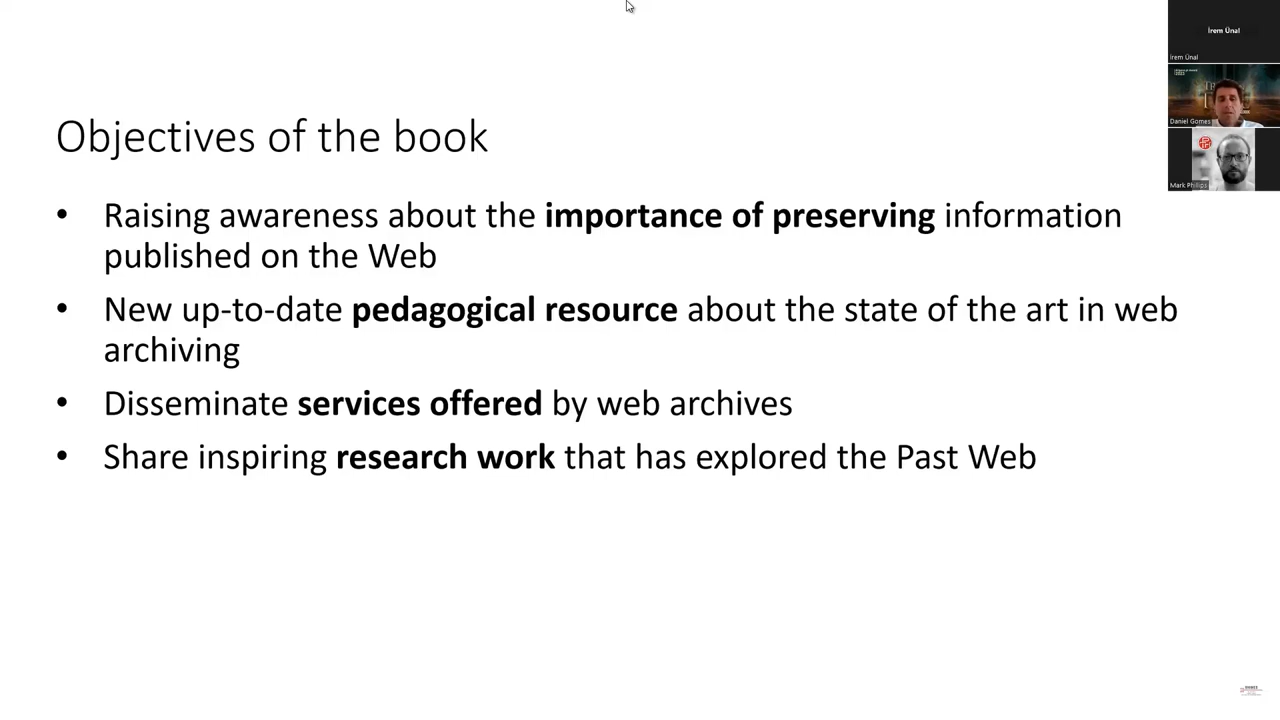 İrem Ünal
İrem Ünal
Daniel Gomes
Mark Phillips
Objectives of the book
• Raising awareness about the importance of preserving information
published on the Web
• New up-to-date pedagogical resource about the state of the art in web
archiving
• Disseminate services offered by web archives
• Share inspiring research work that has explored the Past Web